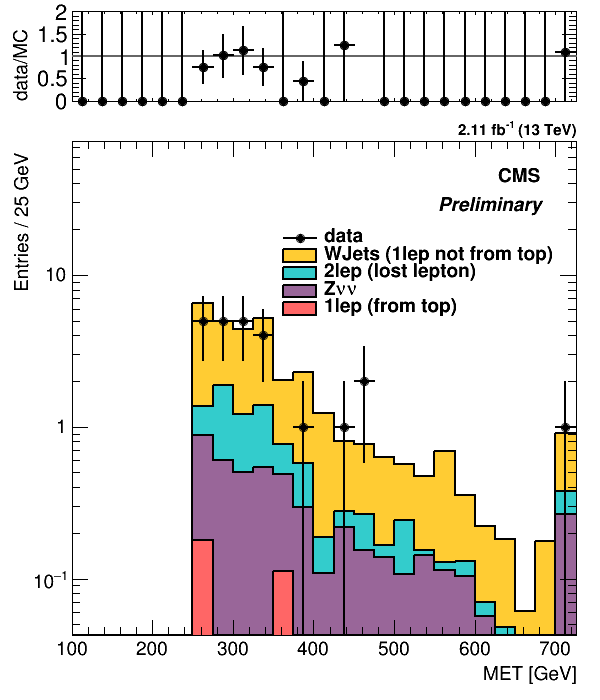 data/MC
2
1.5
1
0.5
0
2.11 fb⁻¹ (13 TeV)
Entries / 25 GeV
CMS
Preliminary
data
WJets (1lep not from top)
2lep (lost lepton)
Zνν
1lep (from top)
10
1
10⁻¹
100 200 300 400 500 600 700
MET [GeV]